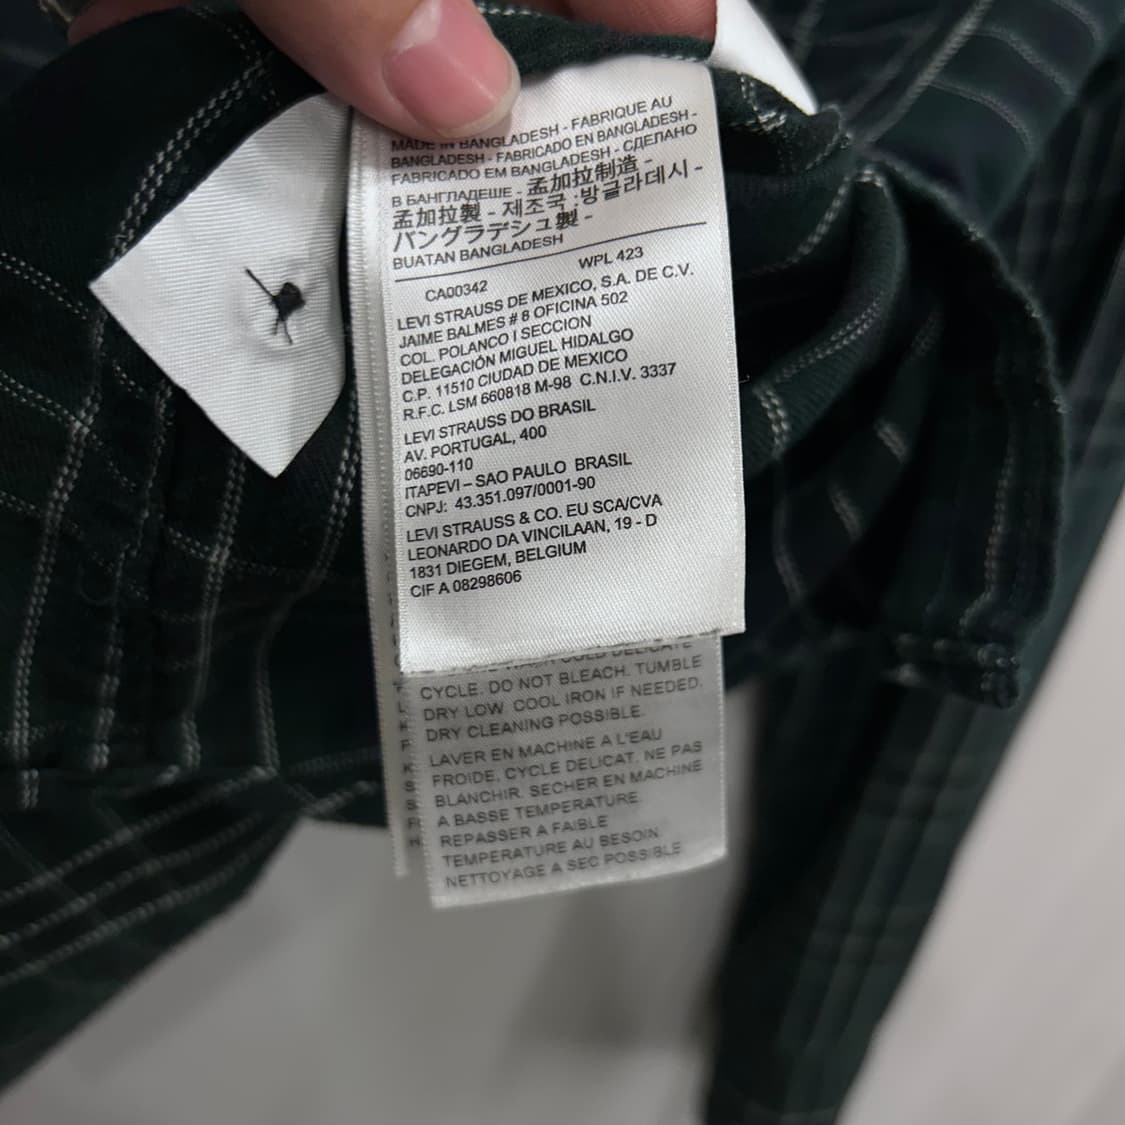 MADE IN BANGLADESH - FABRIQUE AU
BANGLADESH - FABRICADO EN BANGLADESH -
FABRICADO EM BANGLADESH - СДЕЛАНО
В БАНГЛАДЕШЕ - 孟加拉制造 -
孟加拉製 - 제조국 :방글라데시 -
バングラデシュ製 -
BUATAN BANGLADESH
CA00342 WPL 423
LEVI STRAUSS DE MEXICO, S.A. DE C.V.
JAIME BALMES # 8 OFICINA 502
COL. POLANCO I SECCION
DELEGACIÓN MIGUEL HIDALGO
C.P. 11510 CIUDAD DE MEXICO
R.F.C. LSM 660818 M-98 C.N.I.V. 3337
LEVI STRAUSS DO BRASIL
AV. PORTUGAL, 400
06690-110
ITAPEVI – SAO PAULO BRASIL
CNPJ: 43.351.097/0001-90
LEVI STRAUSS & CO. EU SCA/CVA
LEONARDO DA VINCILAAN, 19 - D
1831 DIEGEM, BELGIUM
CIF A 08298606
WASH COLD DELICATE
CYCLE. DO NOT BLEACH. TUMBLE
DRY LOW. COOL IRON IF NEEDED.
DRY CLEANING POSSIBLE.
LAVER EN MACHINE A L'EAU
FROIDE, CYCLE DELICAT. NE PAS
BLANCHIR. SECHER EN MACHINE
A BASSE TEMPERATURE.
REPASSER A FAIBLE
TEMPERATURE AU BESOIN.
NETTOYAGE A SEC POSSIBLE.